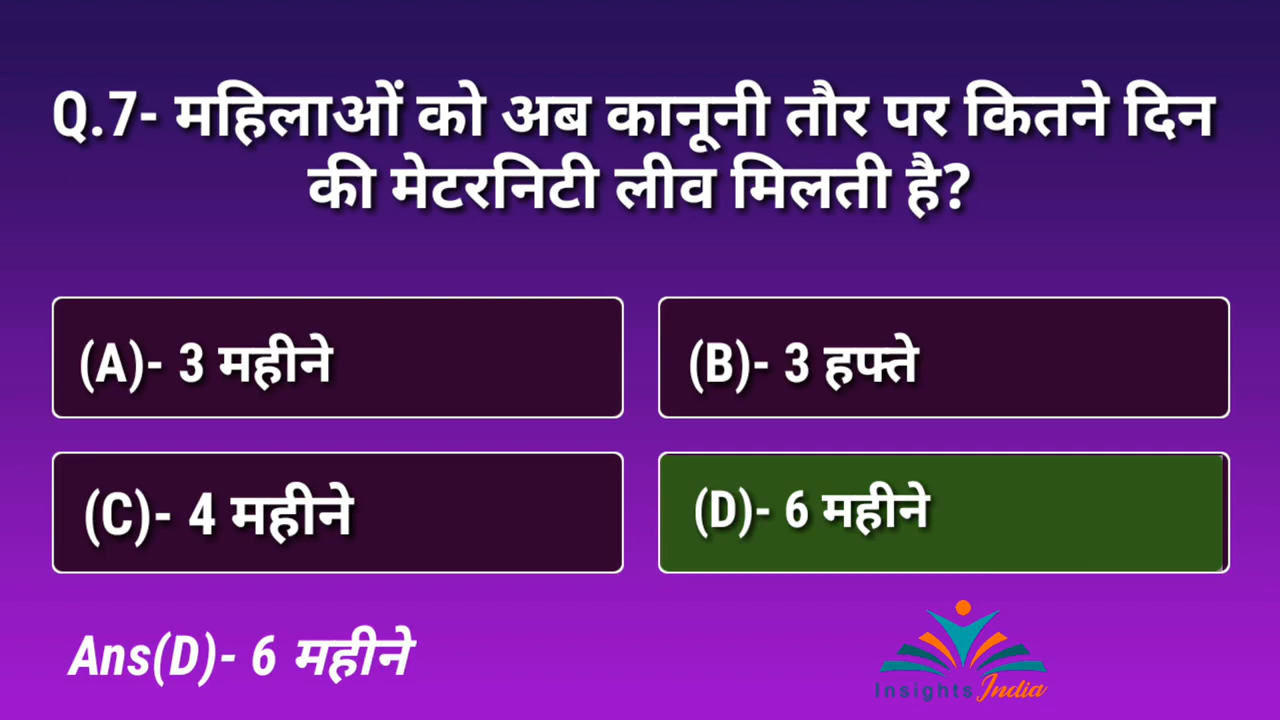 Q.7- महिलाओं को अब कानूनी तौर पर कितने दिन
की मेटरनिटी लीव मिलती है?
(A)- 3 महीने
(B)- 3 हफ्ते
(C)- 4 महीने
(D)- 6 महीने
Ans(D)- 6 महीने
Insights India